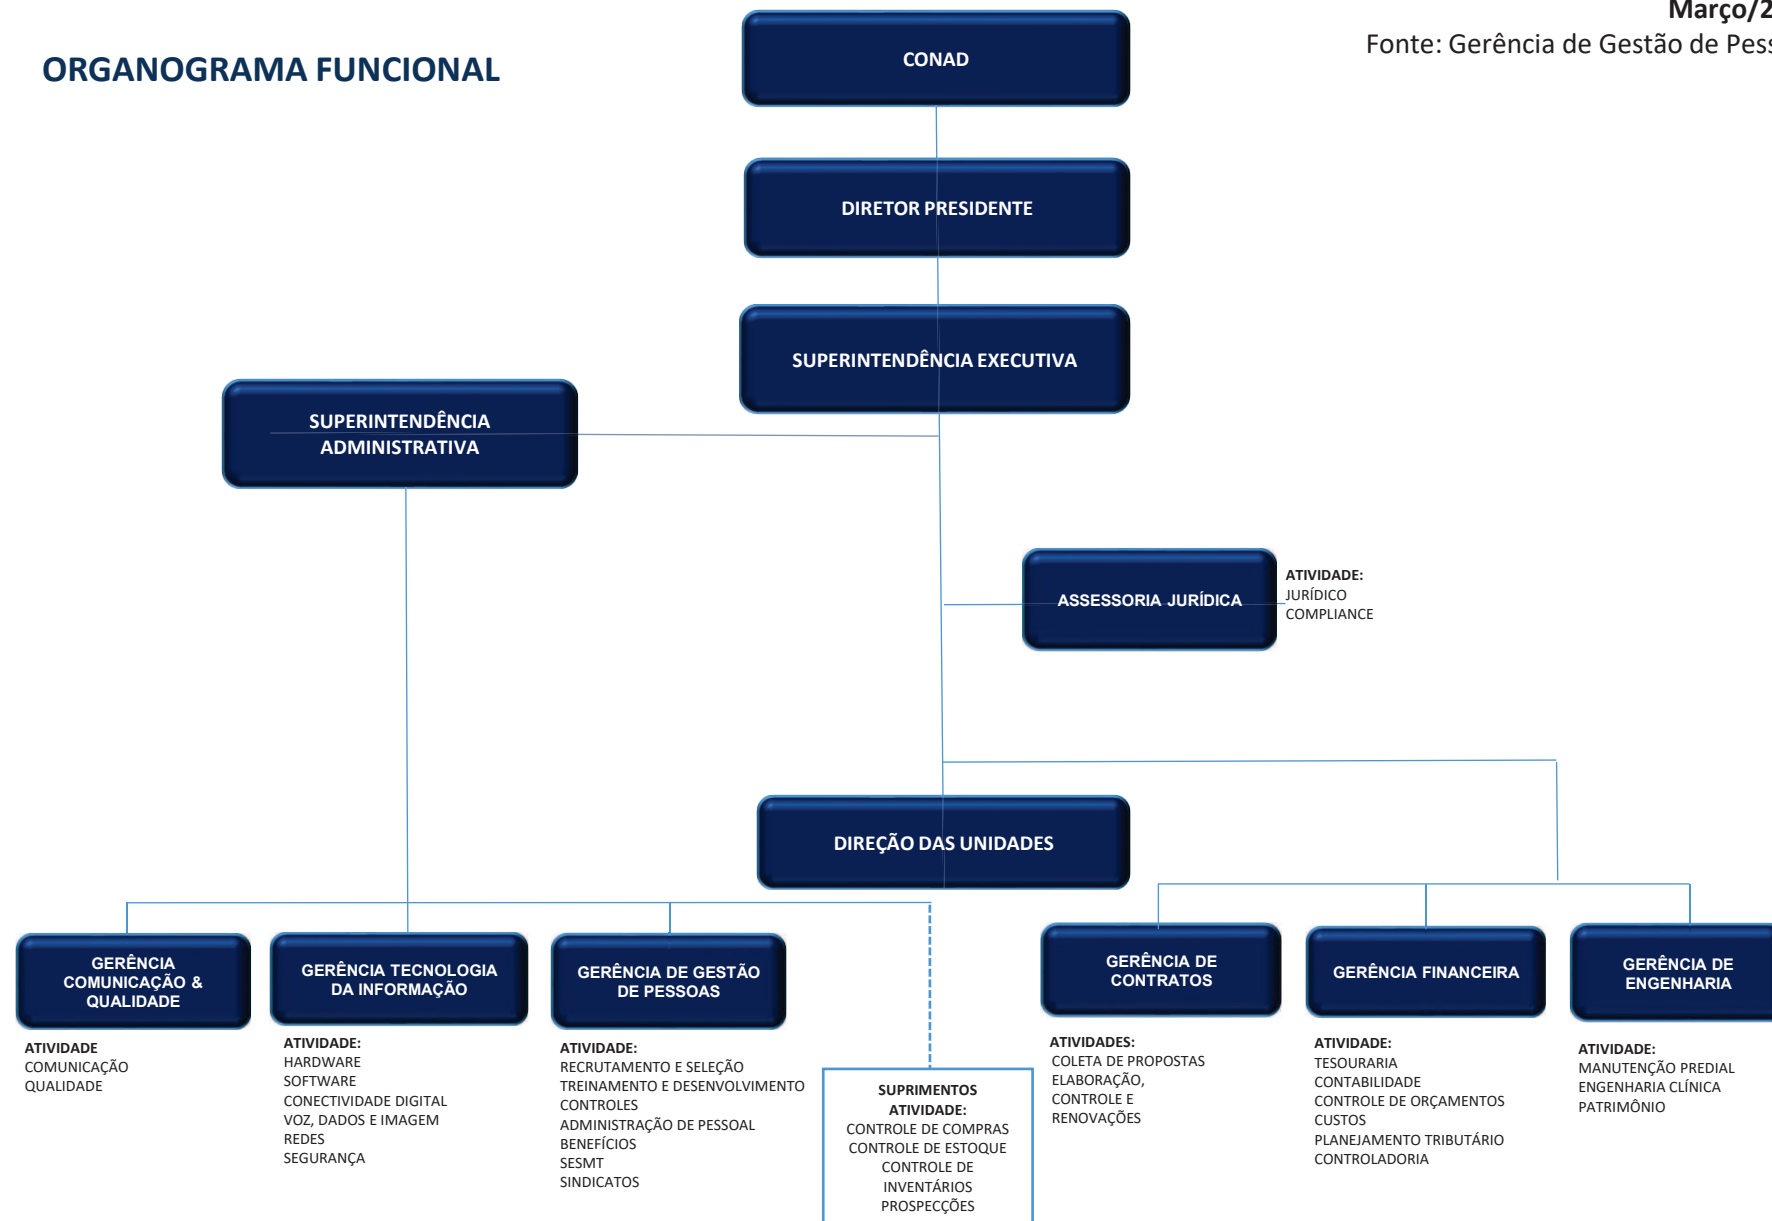 Março/2
Fonte: Gerência de Gestão de Pess
ORGANOGRAMA FUNCIONAL
CONAD
DIRETOR PRESIDENTE
SUPERINTENDÊNCIA EXECUTIVA
SUPERINTENDÊNCIA
ADMINISTRATIVA
ASSESSORIA JURÍDICA
ATIVIDADE:
JURÍDICO
COMPLIANCE
DIREÇÃO DAS UNIDADES
GERÊNCIA
COMUNICAÇÃO &
QUALIDADE
ATIVIDADE
COMUNICAÇÃO
QUALIDADE
GERÊNCIA TECNOLOGIA
DA INFORMAÇÃO
ATIVIDADE:
HARDWARE
SOFTWARE
CONECTIVIDADE DIGITAL
VOZ, DADOS E IMAGEM
REDES
SEGURANÇA
GERÊNCIA DE GESTÃO
DE PESSOAS
ATIVIDADE:
RECRUTAMENTO E SELEÇÃO
TREINAMENTO E DESENVOLVIMENTO
CONTROLES
ADMINISTRAÇÃO DE PESSOAL
BENEFÍCIOS
SESMT
SINDICATOS
SUPRIMENTOS
ATIVIDADE:
CONTROLE DE COMPRAS
CONTROLE DE ESTOQUE
CONTROLE DE
INVENTÁRIOS
PROSPECÇÕES
GERÊNCIA DE
CONTRATOS
ATIVIDADES:
COLETA DE PROPOSTAS
ELABORAÇÃO,
CONTROLE E
RENOVAÇÕES
GERÊNCIA FINANCEIRA
ATIVIDADE:
TESOURARIA
CONTABILIDADE
CONTROLE DE ORÇAMENTOS
CUSTOS
PLANEJAMENTO TRIBUTÁRIO
CONTROLADORIA
GERÊNCIA DE
ENGENHARIA
ATIVIDADE:
MANUTENÇÃO PREDIAL
ENGENHARIA CLÍNICA
PATRIMÔNIO